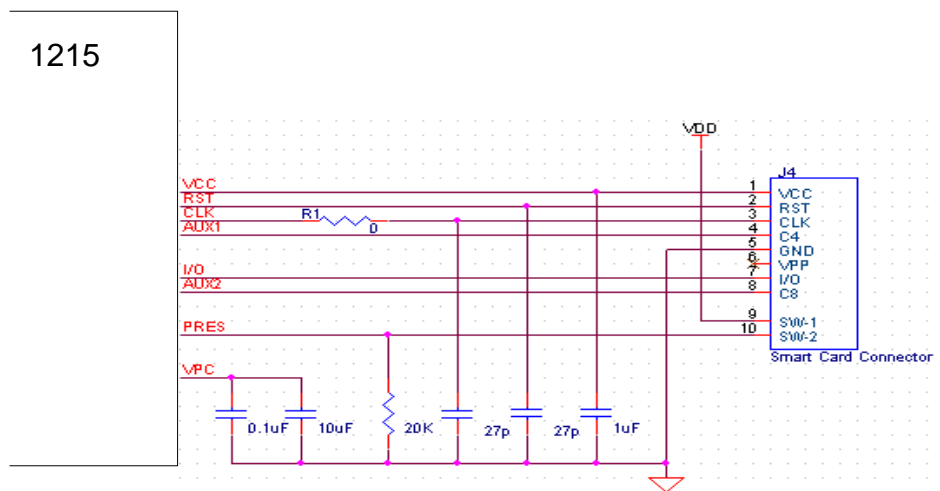 1215
VDD
J4
VCC 1 VCC
RST 2 RST
CLK R1 0 3 CLK
AUX1 4 C4
5 GND
6 VPP
I/O 7 I/O
AUX2 8 C8
9 SW-1
PRES 10 SW-2
Smart Card Connector
VPC
0.1uF 10uF 20K 27p 27p 1uF